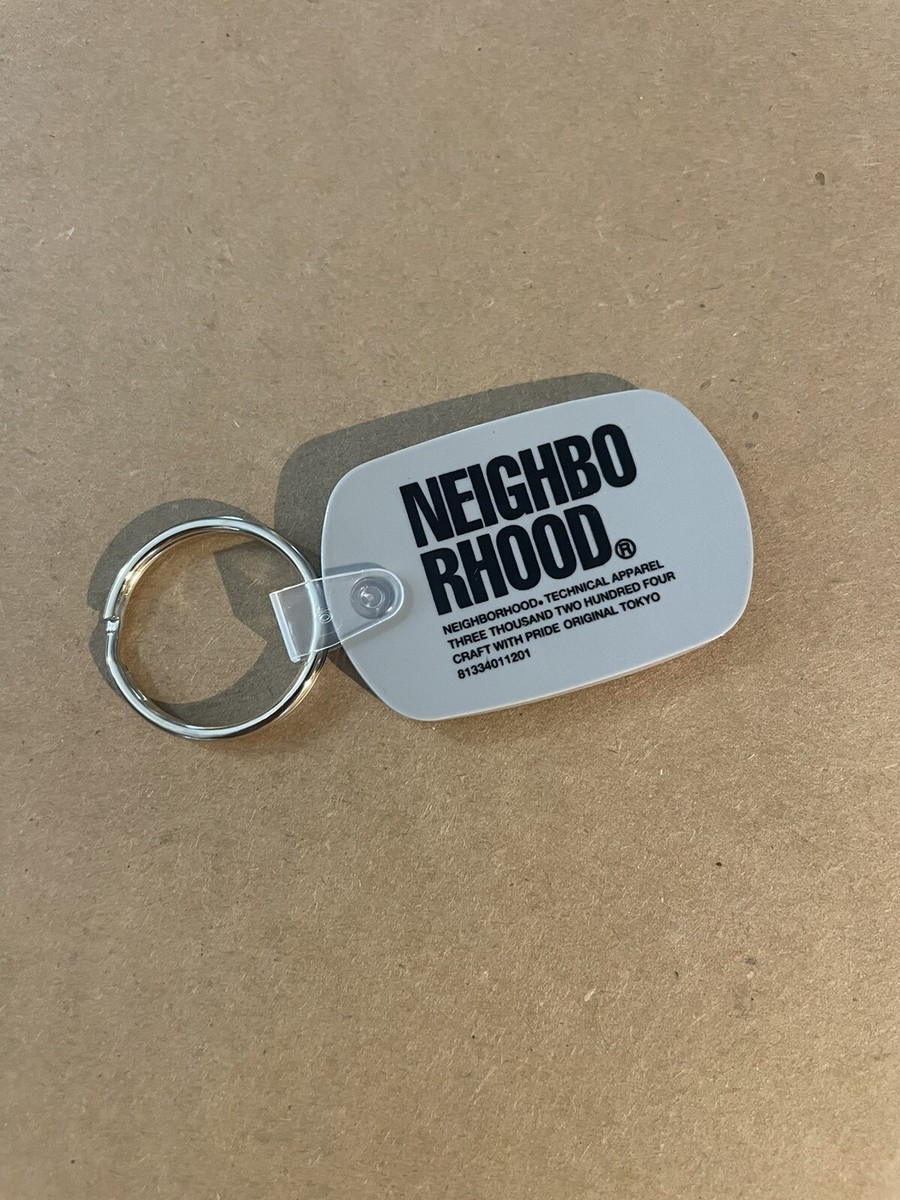 NEIGHBO
RHOOD®
NEIGHBORHOOD® TECHNICAL APPAREL
THREE THOUSAND TWO HUNDRED FOUR
CRAFT WITH PRIDE ORIGINAL TOKYO
81334011201